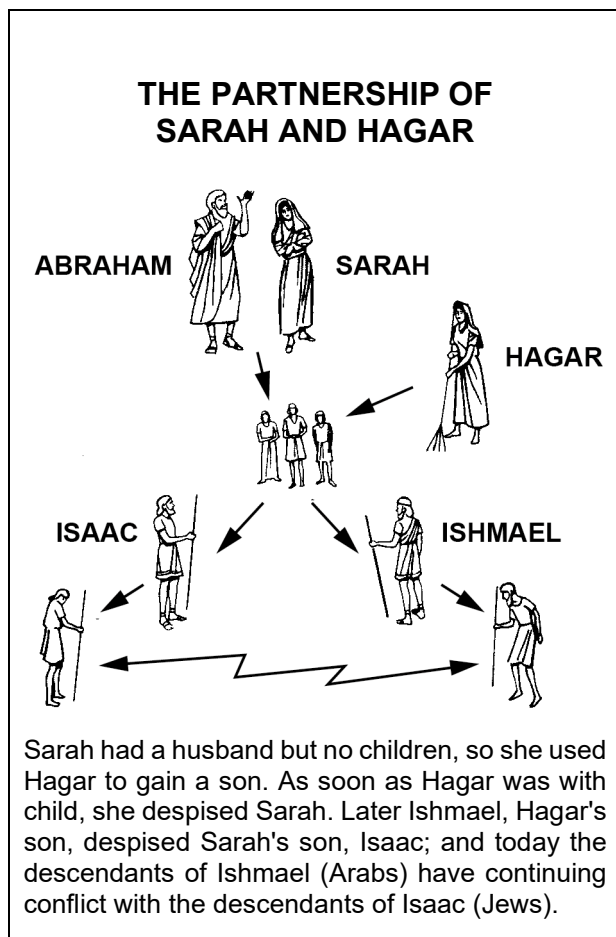 THE PARTNERSHIP OF
SARAH AND HAGAR
ABRAHAM
SARAH
HAGAR
ISAAC
ISHMAEL
Sarah had a husband but no children, so she used
Hagar to gain a son. As soon as Hagar was with
child, she despised Sarah. Later Ishmael, Hagar's
son, despised Sarah's son, Isaac; and today the
descendants of Ishmael (Arabs) have continuing
conflict with the descendants of Isaac (Jews).